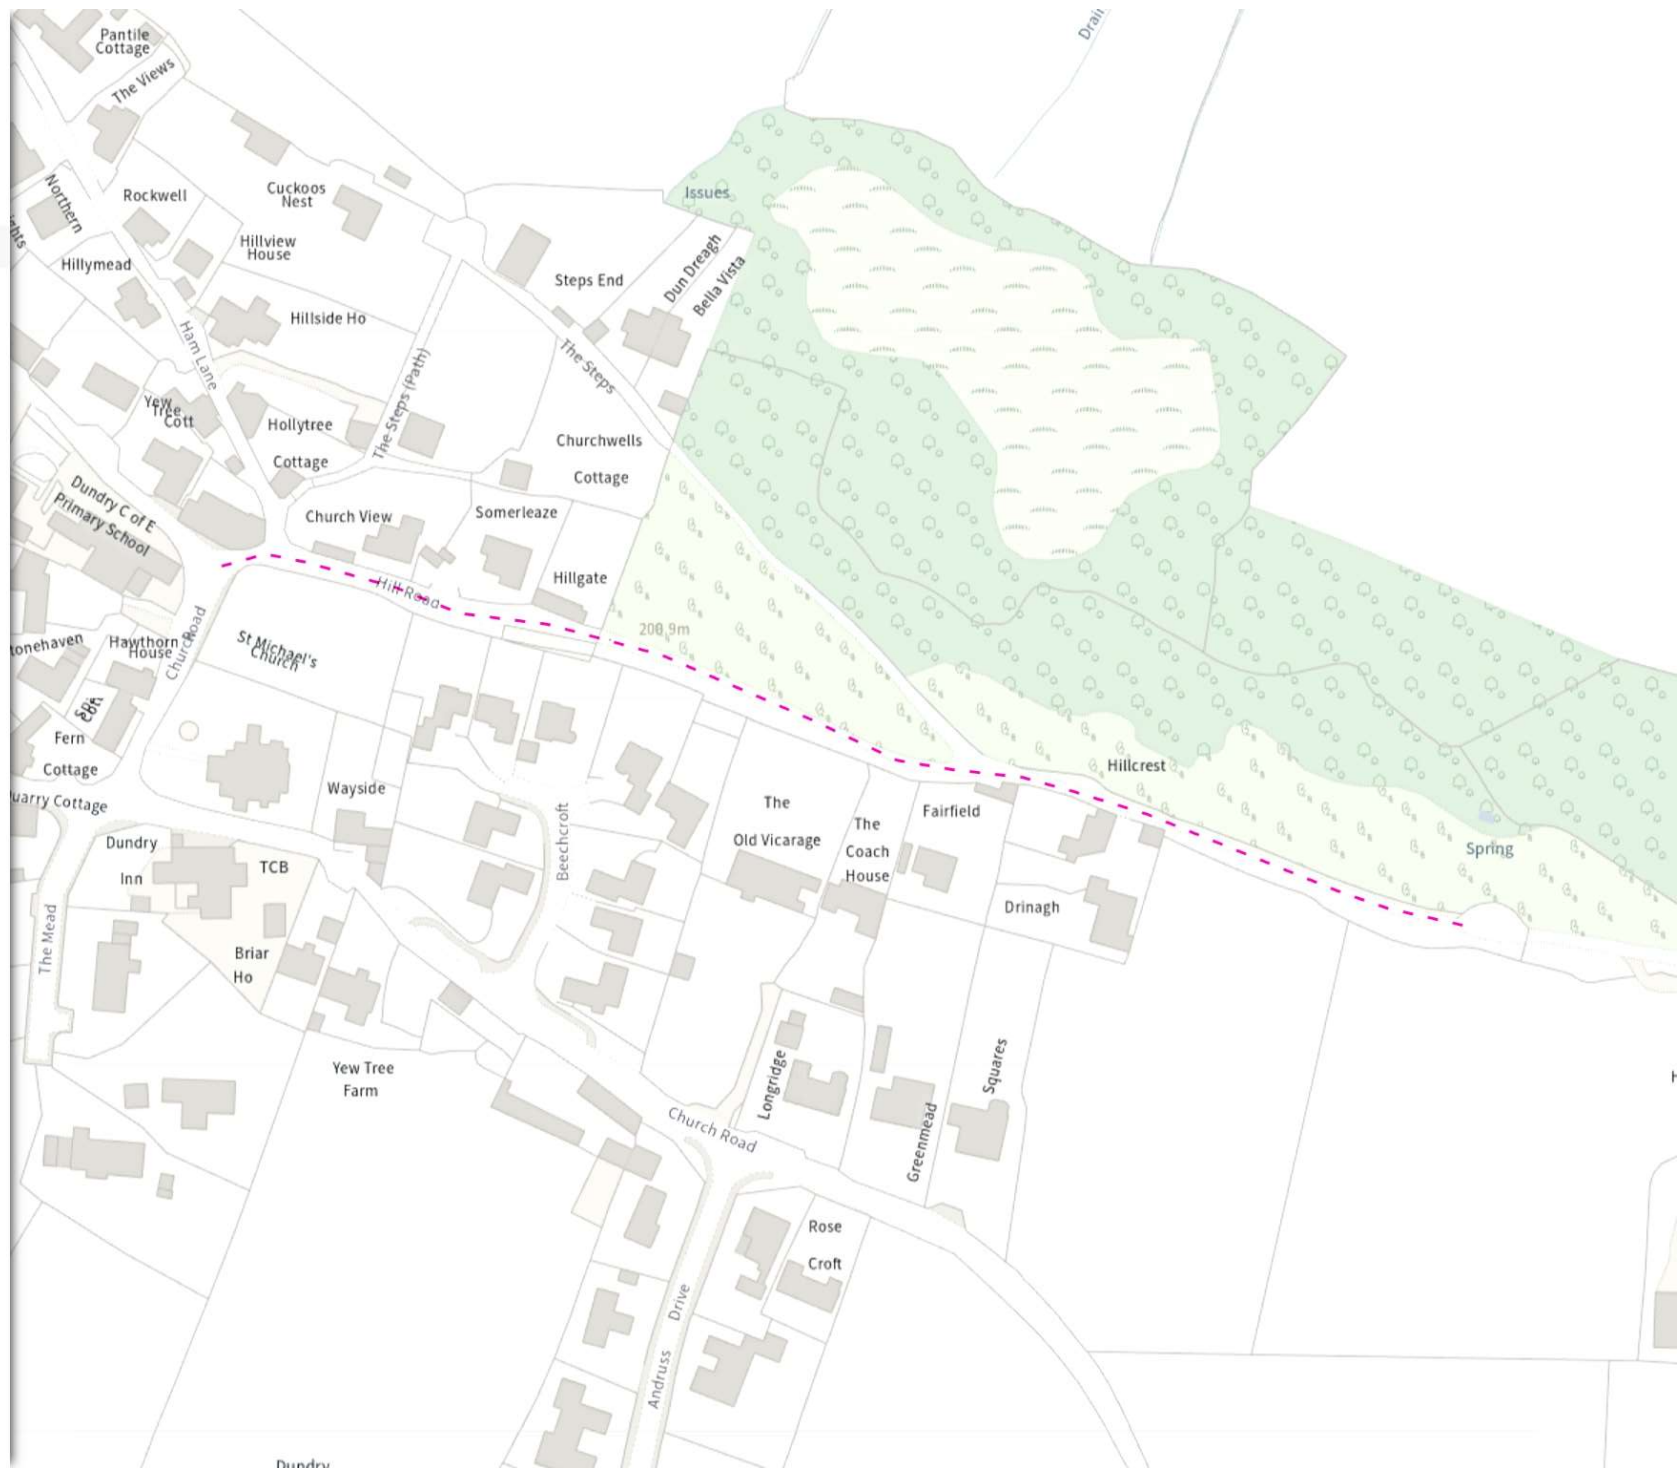 Pantile
Cottage
The Views
Drain
Northern
Rockwell
Cuckoos
Nest
Issues
Hillview
House
Hillymead
Steps End
Dun Dreagh
Bella Vista
Hillside Ho
Ham Lane
The Steps
The Steps (Path)
Yew
Tree
Cott
Hollytree
Cottage
Churchwells
Cottage
Dundry C of E
Primary School
Church View
Somerleaze
Hillgate
Hill Road
200.9m
tonehaven
Hawthorn
House
Church Road
St Michael's
Church
Fern
Cottage
Quarry Cottage
Wayside
Hillcrest
The
Old Vicarage
The
Coach
House
Fairfield
Beechcroft
Dundry
Inn
TCB
Spring
Drinagh
The Mead
Briar
Ho
Yew Tree
Farm
Longridge
Squares
Greenmead
Church Road
Rose
Croft
Andruss Drive
Dundry